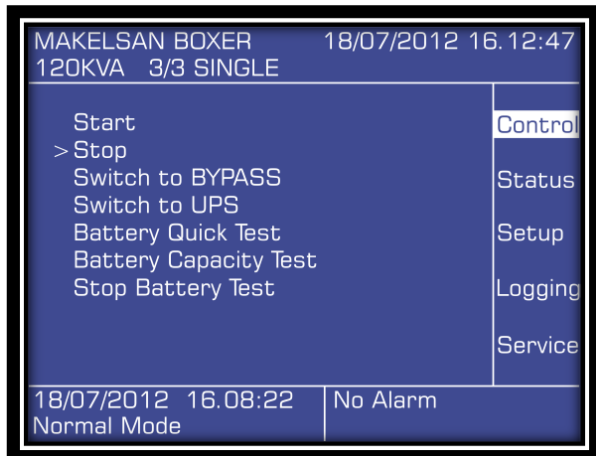 MAKELSAN BOXER 18/07/2012 16.12:47
120KVA 3/3 SINGLE
Start
>Stop
Switch to BYPASS
Switch to UPS
Battery Quick Test
Battery Capacity Test
Stop Battery Test
Control
Status
Setup
Logging
Service
18/07/2012 16.08:22
Normal Mode
No Alarm